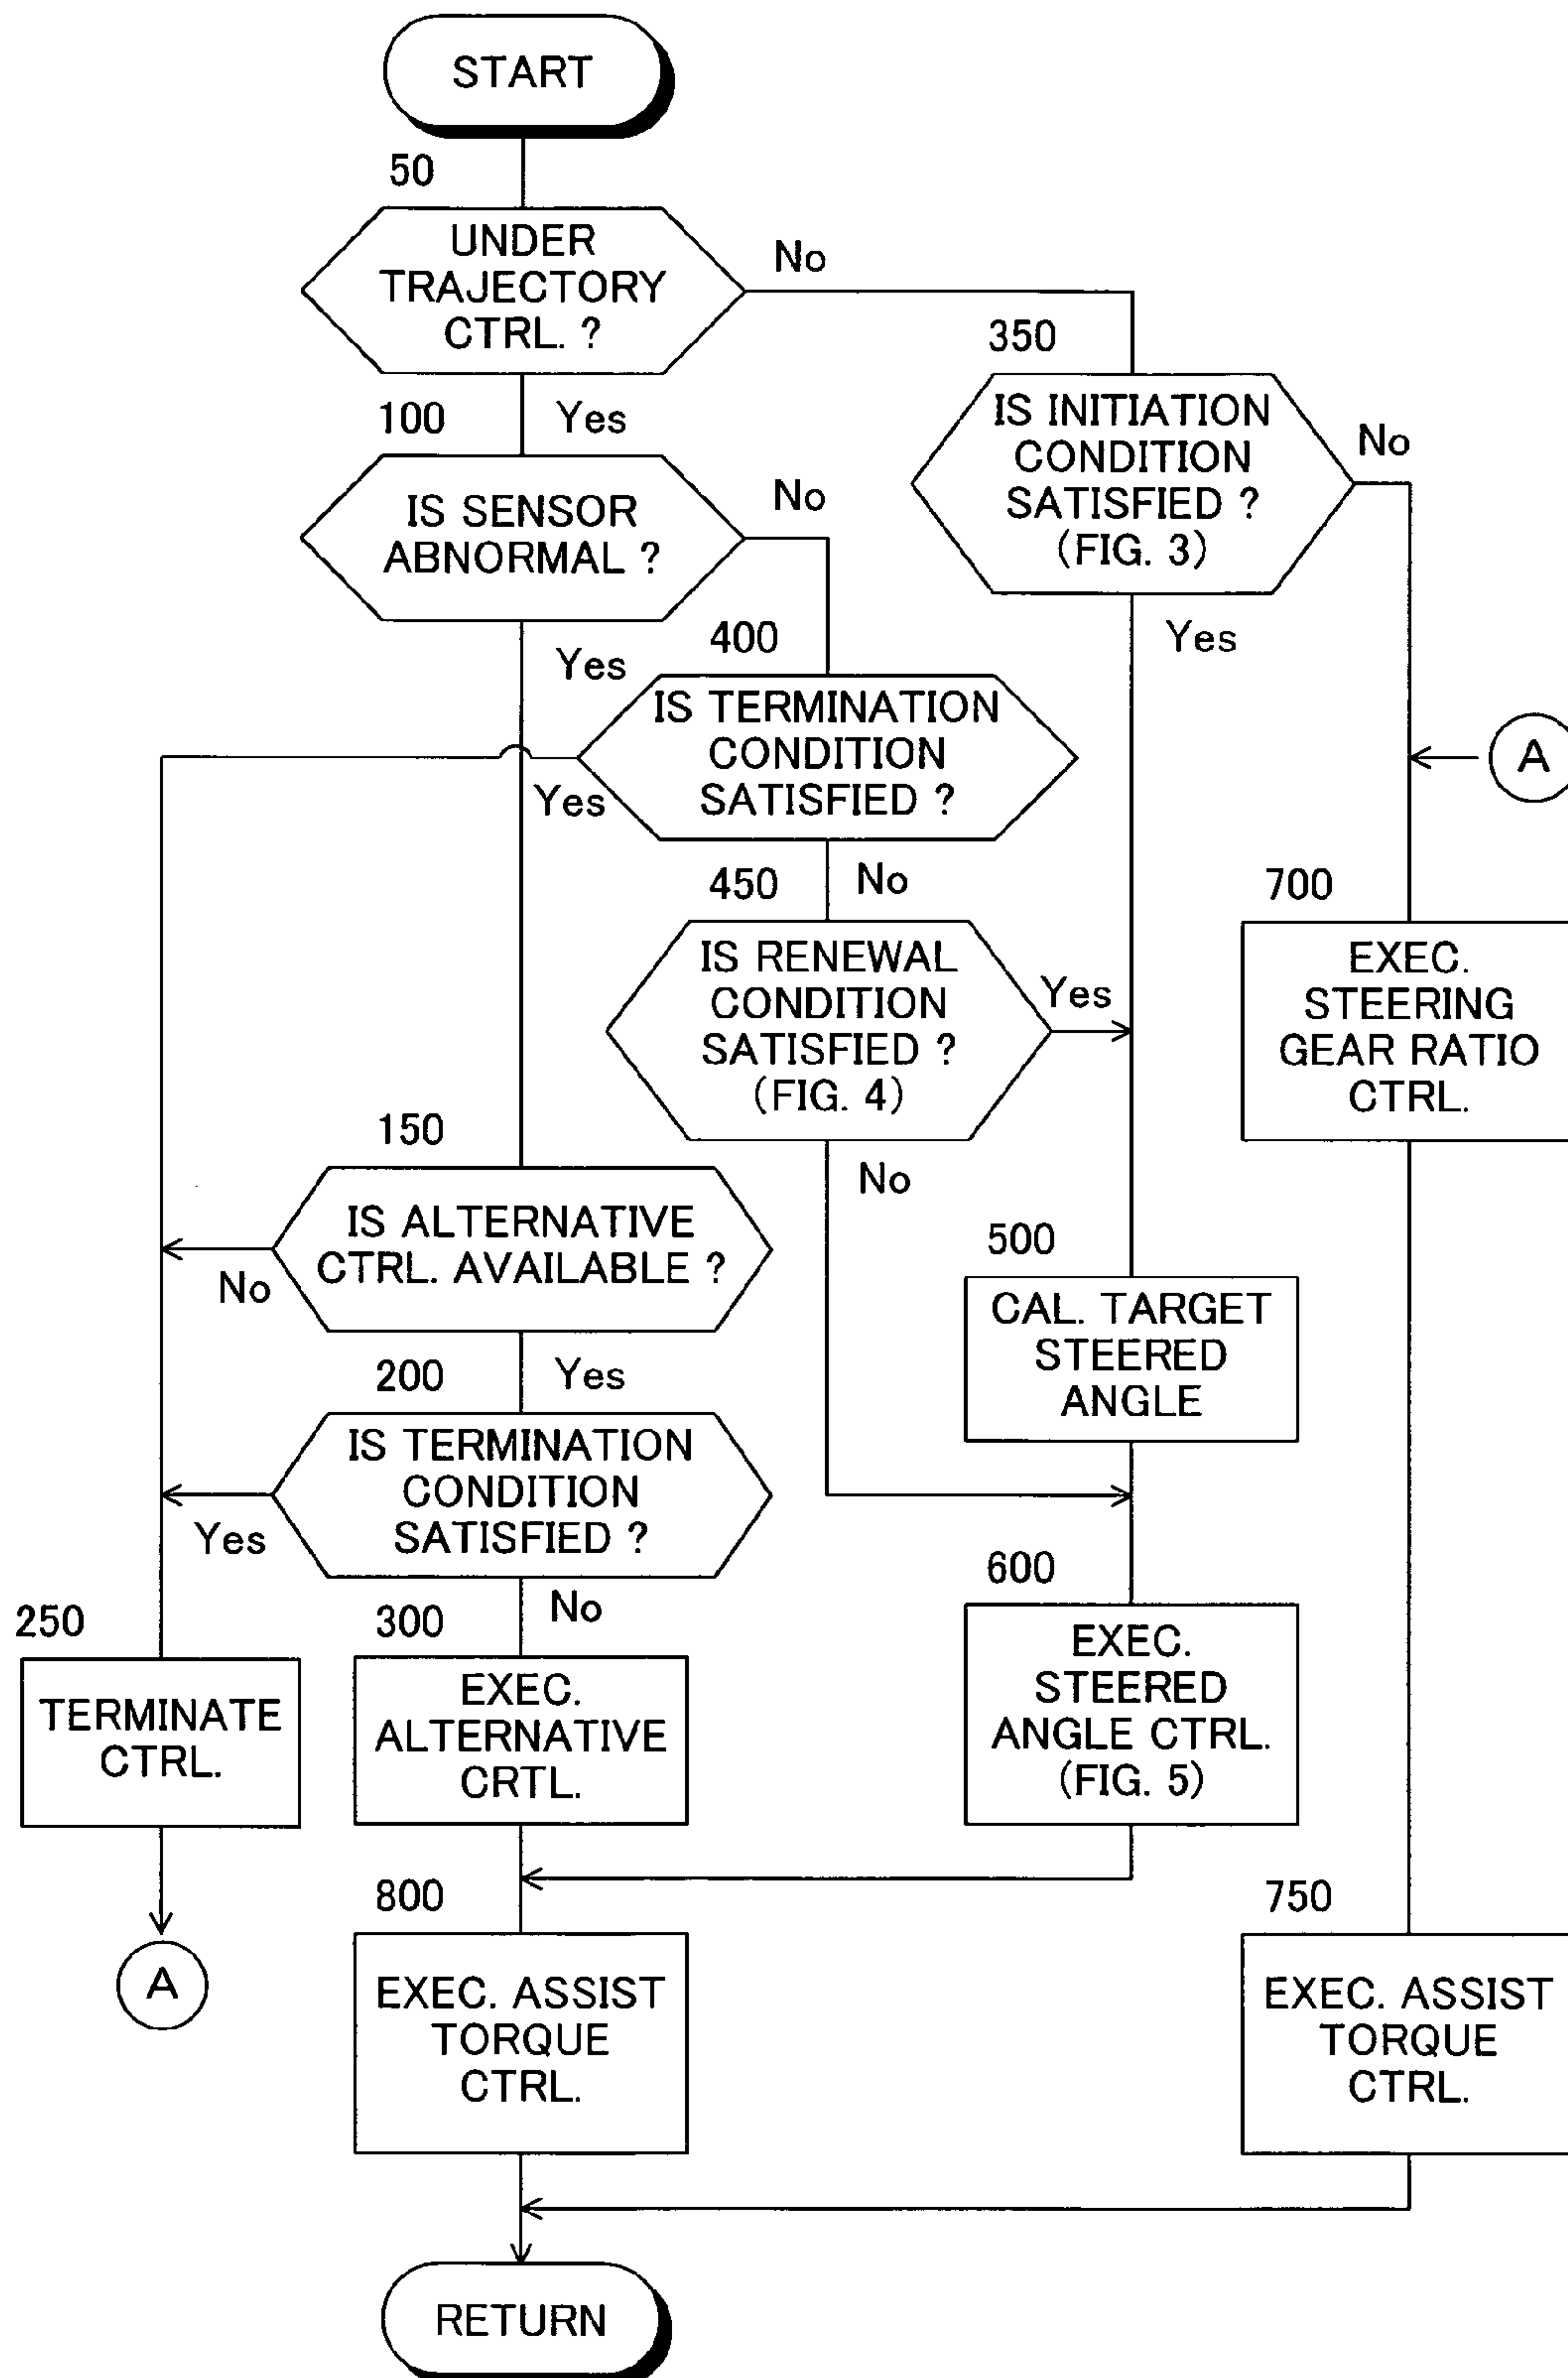 START
50
UNDER
TRAJECTORY
CTRL. ?
No
Yes
350
IS INITIATION
CONDITION
SATISFIED ?
(FIG. 3)
No
Yes
100
IS SENSOR
ABNORMAL ?
No
Yes
400
IS TERMINATION
CONDITION
SATISFIED ?
Yes
No
A
450
IS RENEWAL
CONDITION
SATISFIED ?
(FIG. 4)
Yes
No
700
EXEC.
STEERING
GEAR RATIO
CTRL.
150
IS ALTERNATIVE
CTRL. AVAILABLE ?
No
Yes
500
CAL. TARGET
STEERED
ANGLE
200
IS TERMINATION
CONDITION
SATISFIED ?
Yes
No
250
TERMINATE
CTRL.
A
300
EXEC.
ALTERNATIVE
CRTL.
600
EXEC.
STEERED
ANGLE CTRL.
(FIG. 5)
800
EXEC. ASSIST
TORQUE
CTRL.
750
EXEC. ASSIST
TORQUE
CTRL.
RETURN